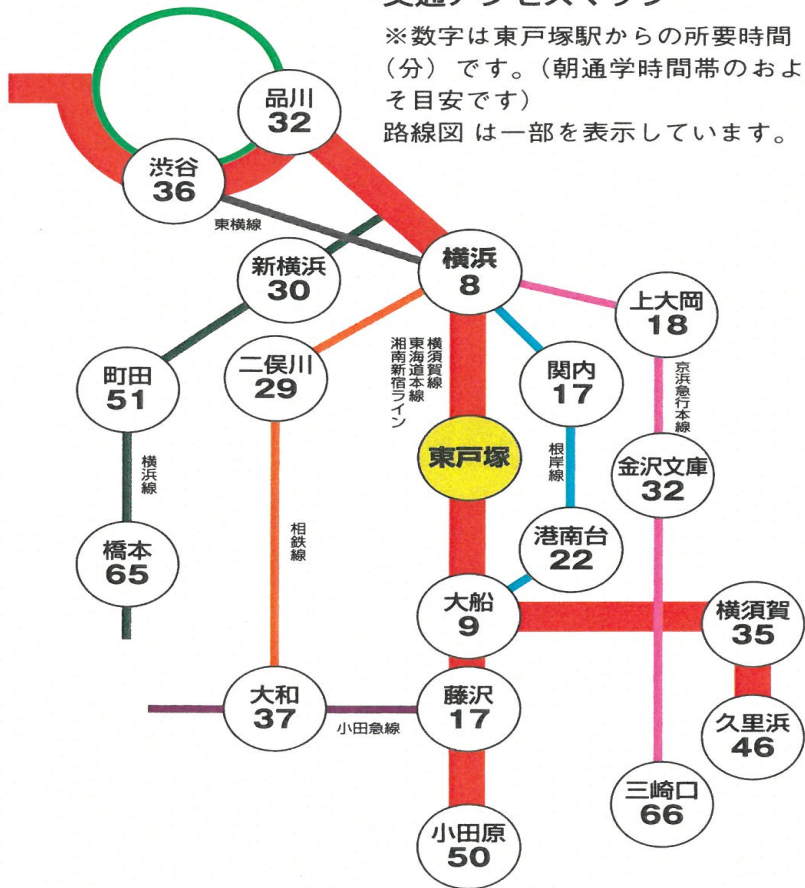 ※数字は東戸塚駅からの所要時間
（分）です。（朝通学時間帯のおよ
そ目安です）
路線図 は一部を表示しています。
品川
32
渋谷
36
東横線
新横浜
30
横浜
8
上大岡
18
町田
51
二俣川
29
横須賀線
東海道本線
湘南新宿ライン
関内
17
京浜急行本線
東戸塚
根岸線
金沢文庫
32
横浜線
橋本
65
相鉄線
港南台
22
大船
9
横須賀
35
大和
37
小田急線
藤沢
17
久里浜
46
三崎口
66
小田原
50